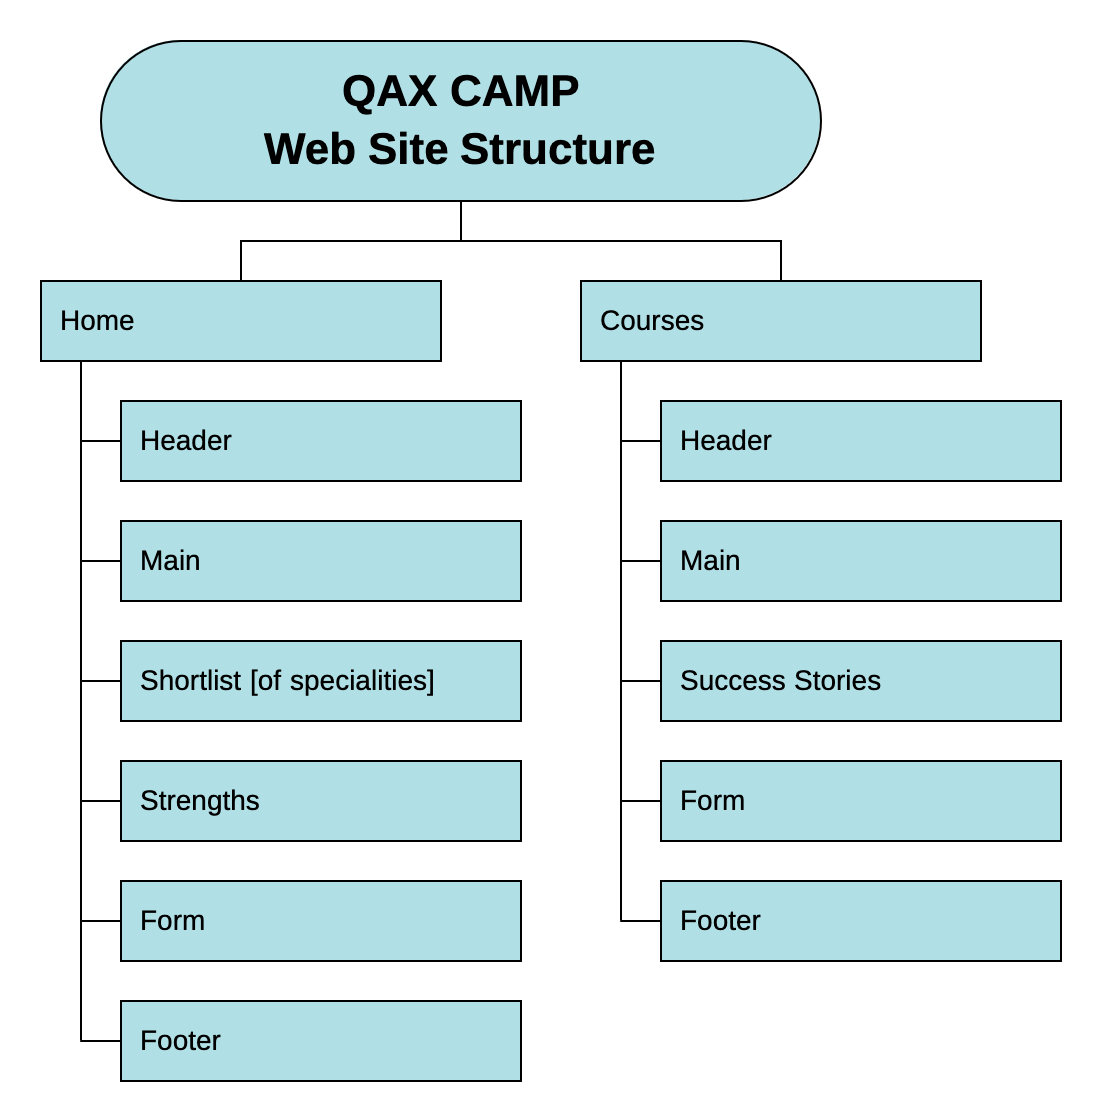 QAX CAMP
Web Site Structure
Home
Header
Main
Shortlist [of specialities]
Strengths
Form
Footer
Courses
Header
Main
Success Stories
Form
Footer